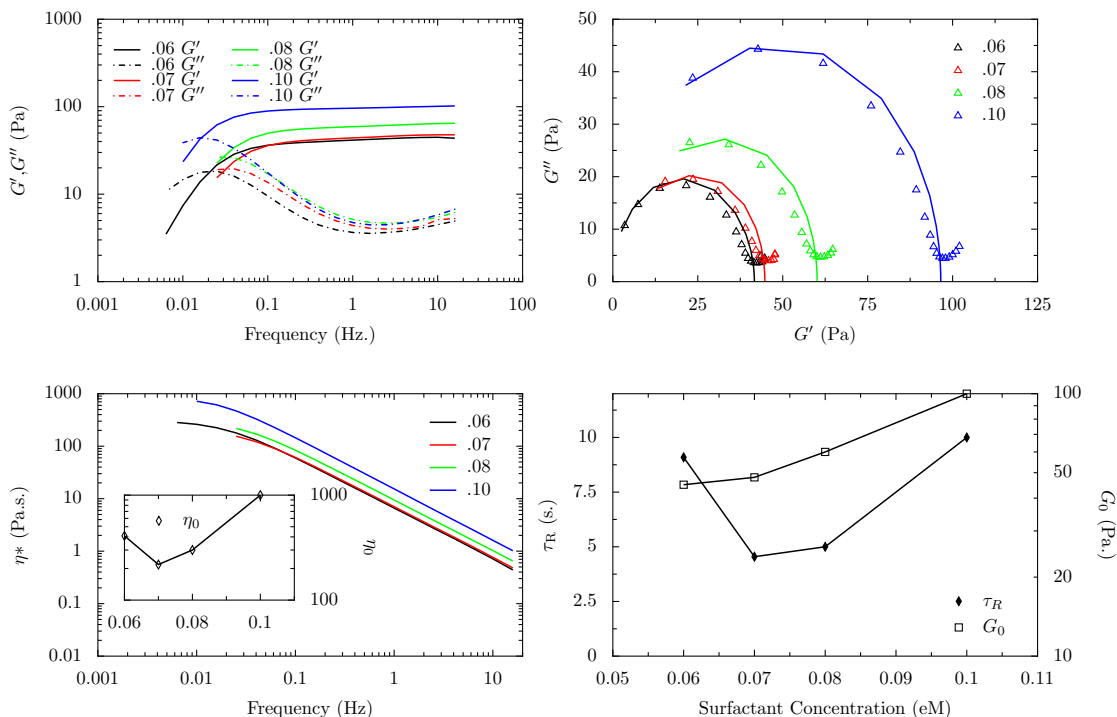 1000
100
10
1
0.001
0.01
0.1
1
10
100
G′,G″ (Pa)
Frequency (Hz.)
.06 G′
.06 G″
.07 G′
.07 G″
.08 G′
.08 G″
.10 G′
.10 G″
50
40
30
20
10
0
0
25
50
75
100
125
G″ (Pa)
G′ (Pa)
.06
.07
.08
.10
1000
100
10
1
0.1
0.01
0.001
0.01
0.1
1
10
η* (Pa.s.)
Frequency (Hz)
.06
.07
.08
.10
η0
1000
100
η0
0.06
0.08
0.1
10
7.5
5
2.5
0
0.05
0.06
0.07
0.08
0.09
0.1
0.11
τR (s.)
Surfactant Concentration (eM)
100
50
20
10
G0 (Pa.)
τR
G0